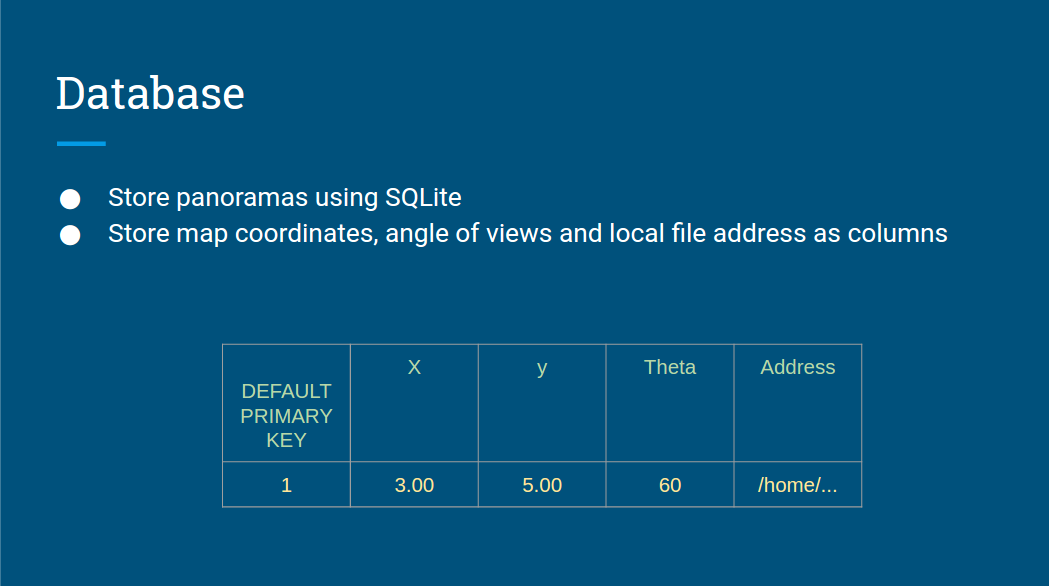 Database
● Store panoramas using SQLite
● Store map coordinates, angle of views and local file address as columns
DEFAULT PRIMARY KEY X y Theta Address
1 3.00 5.00 60 /home/...